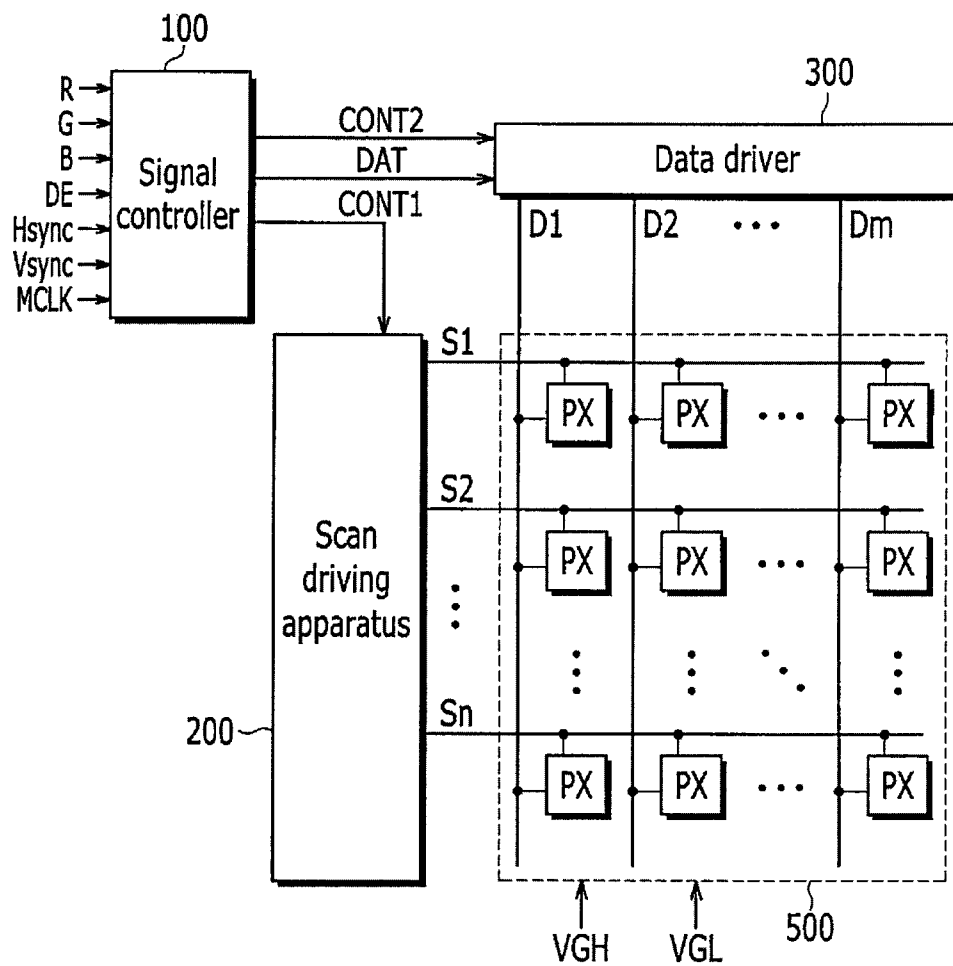 100
R
G
B
DE
Hsync
Vsync
MCLK
Signal
controller
CONT2
DAT
CONT1
300
Data driver
D1 D2 ... Dm
S1
PX PX ... PX
S2
PX PX ... PX
Scan
driving
apparatus
200
Sn
PX PX ... PX
VGH VGL
500